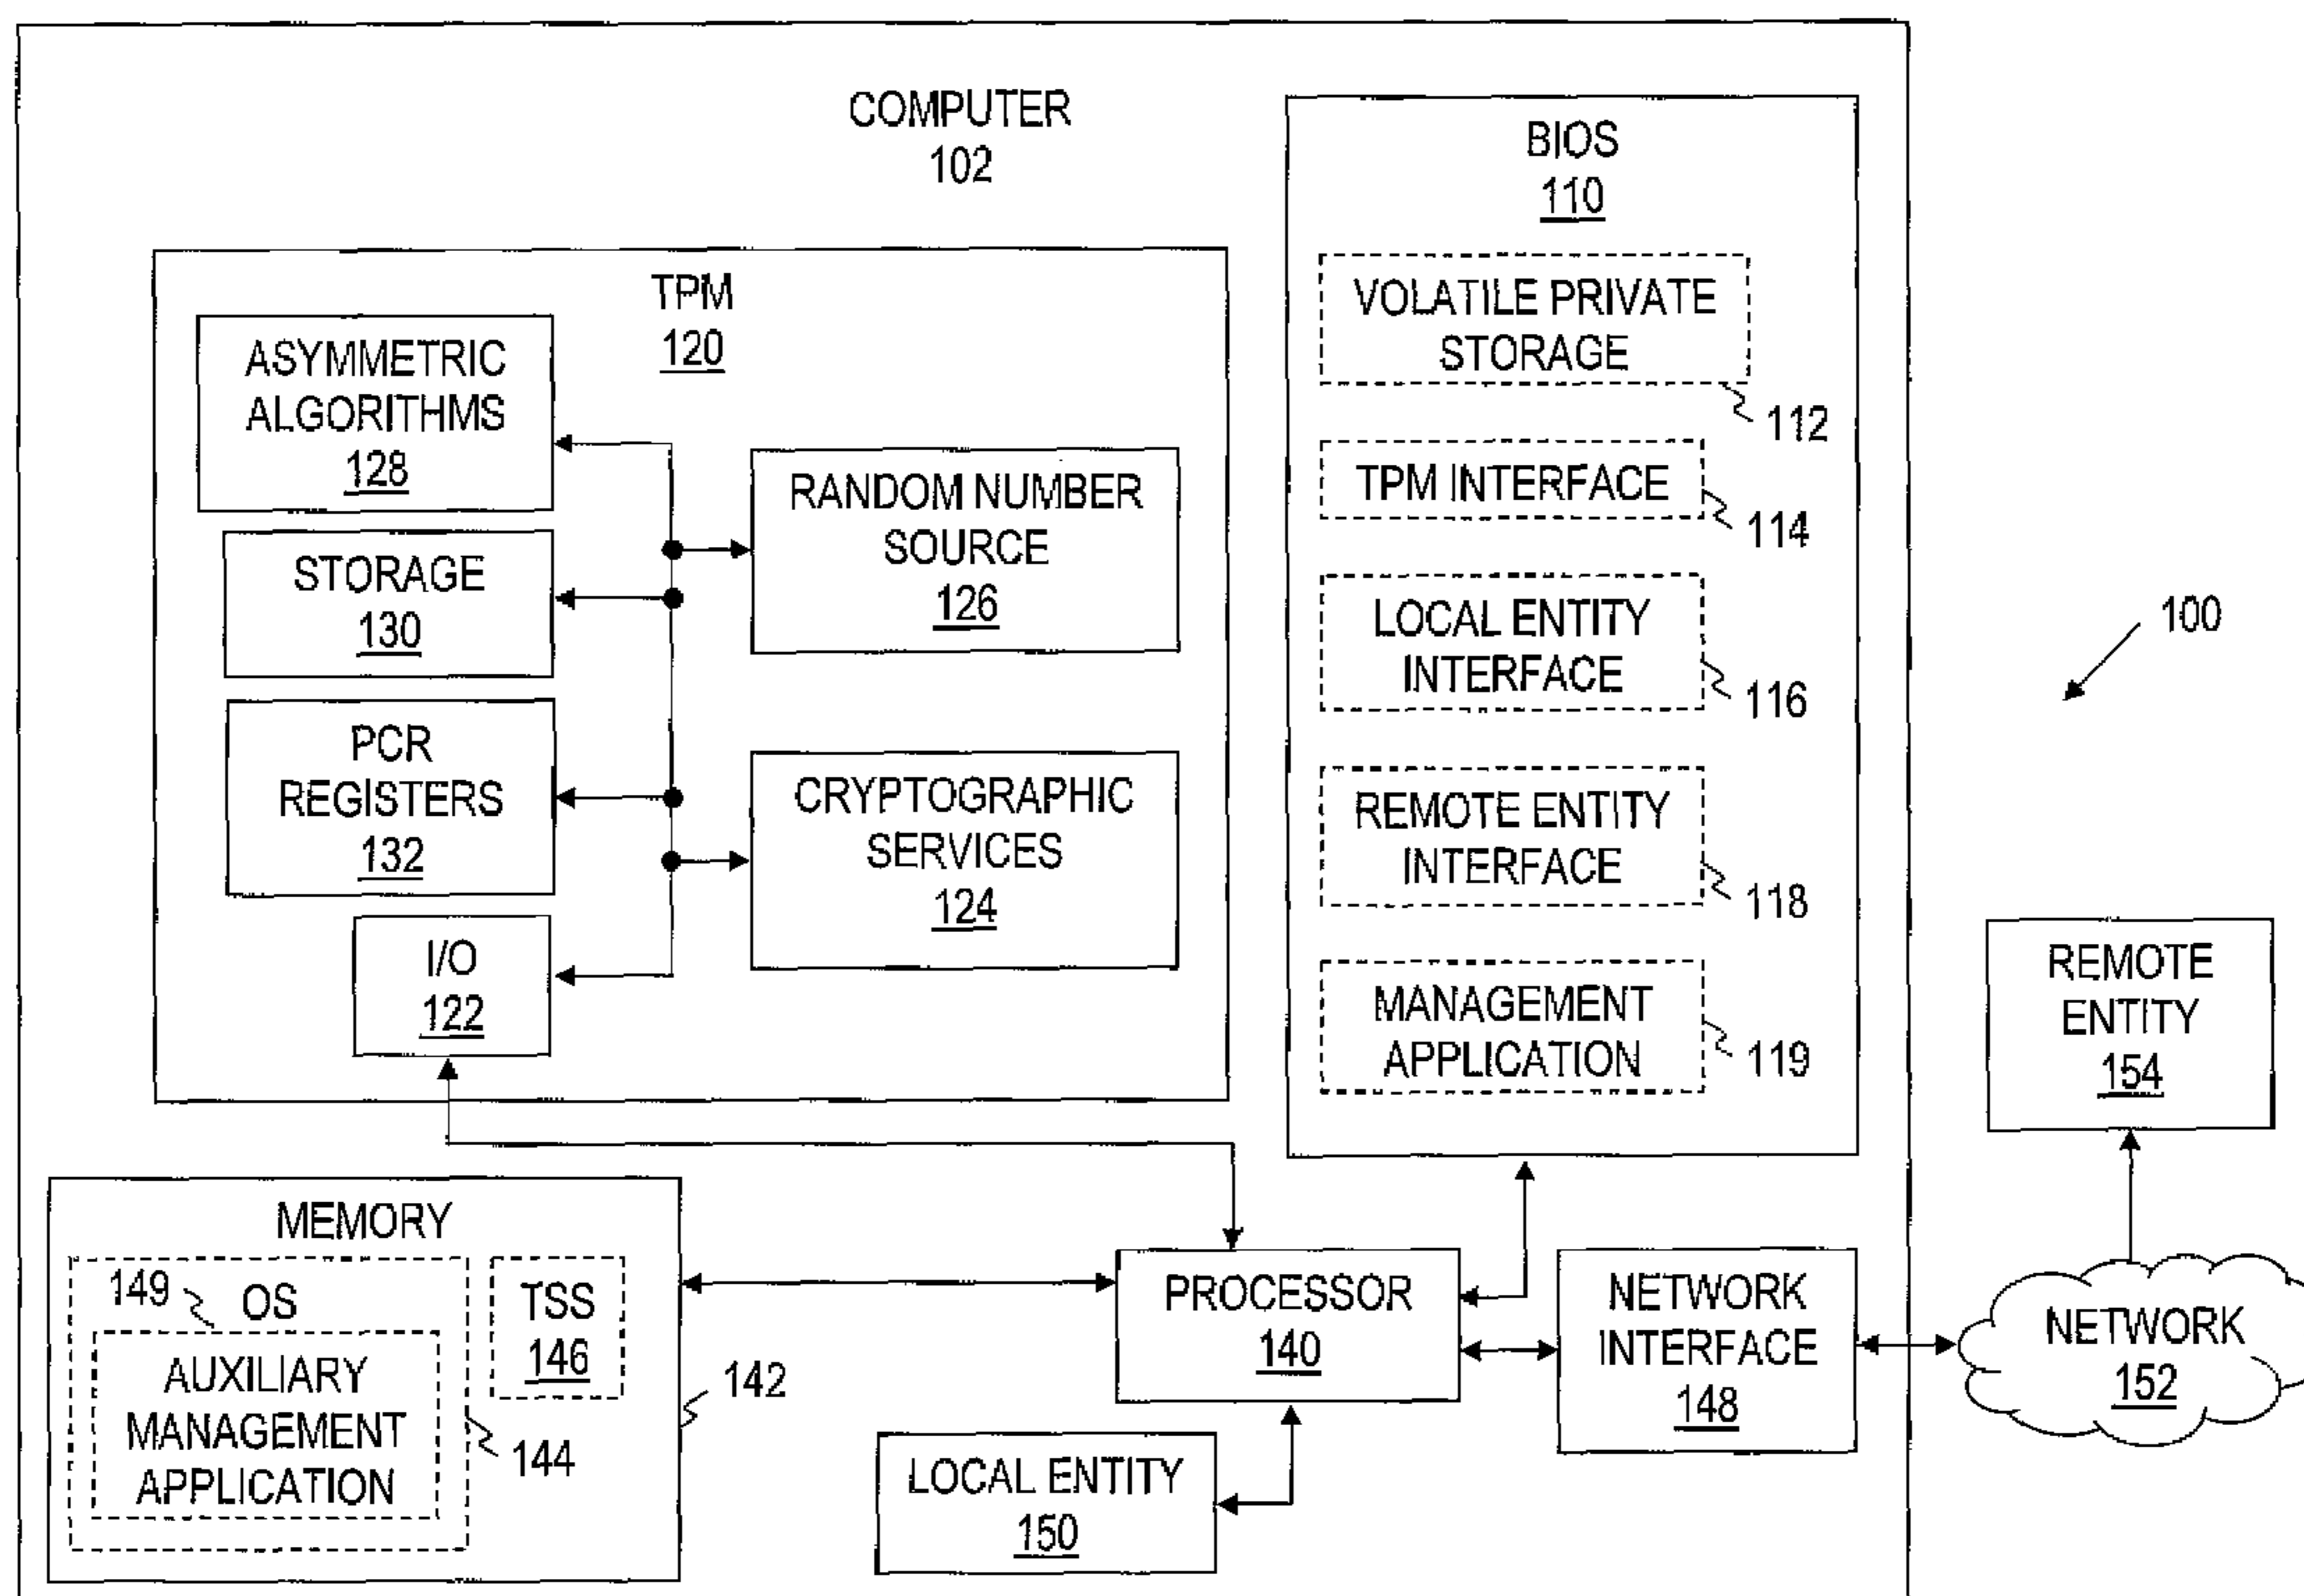 COMPUTER
102
TPM
120
ASYMMETRIC
ALGORITHMS
128
STORAGE
130
PCR
REGISTERS
132
I/O
122
RANDOM NUMBER
SOURCE
126
CRYPTOGRAPHIC
SERVICES
124
BIOS
110
VOLATILE PRIVATE
STORAGE
112
TPM INTERFACE
114
LOCAL ENTITY
INTERFACE
116
REMOTE ENTITY
INTERFACE
118
MANAGEMENT
APPLICATION
119
100
REMOTE
ENTITY
154
MEMORY
149
OS
AUXILIARY
MANAGEMENT
APPLICATION
144
TSS
146
142
PROCESSOR
140
LOCAL ENTITY
150
NETWORK
INTERFACE
148
NETWORK
152